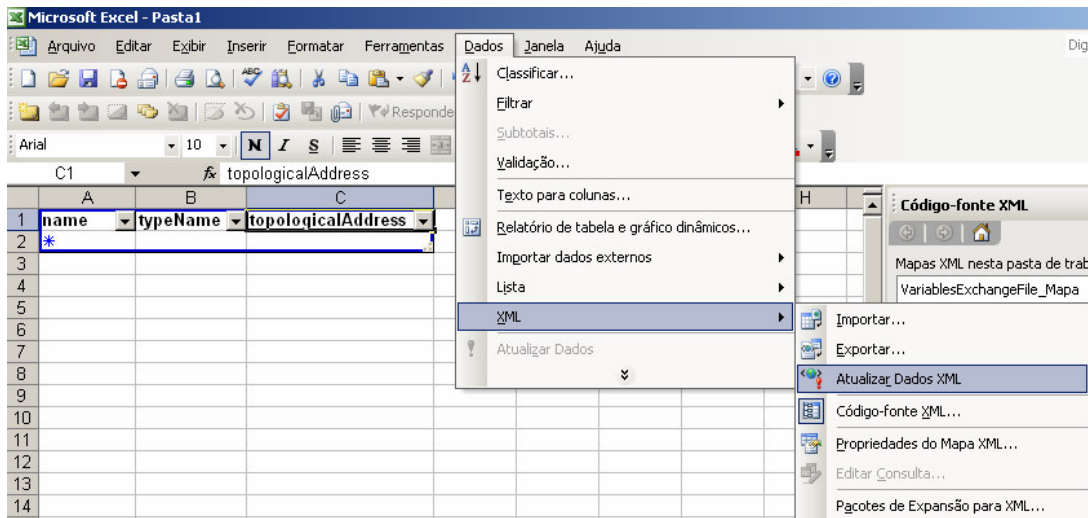 Microsoft Excel - Pasta1
Arquivo Editar Exibir Inserir Formatar Ferramentas Dados Janela Ajuda
Classificar...
Filtrar
Subtotais...
Validação...
Texto para colunas...
Relatório de tabela e gráfico dinâmicos...
Importar dados externos
Lista
XML
Atualizar Dados
Importar...
Exportar...
Atualizar Dados XML
Código-fonte XML...
Propriedades do Mapa XML...
Editar Consulta...
Pacotes de Expansão para XML...
Arial 10 N I S
C1 fx topologicalAddress
A B C H
1 name typeName topologicalAddress
2 *
3
4
5
6
7
8
9
10
11
12
13
14
Código-fonte XML
Mapas XML nesta pasta de
VariablesExchangeFile_Mapa